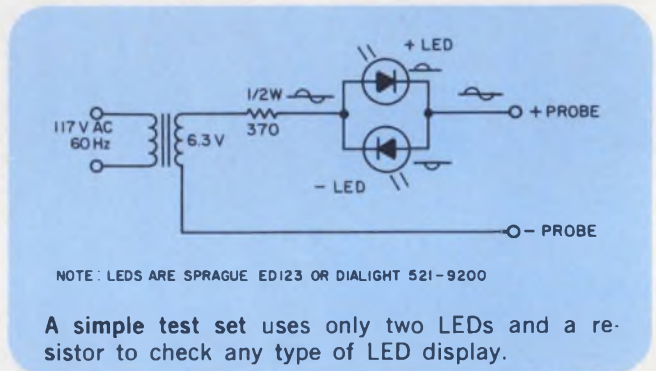 + LED
1/2W
370
117 V AC
60 Hz
6.3 V
+ PROBE
- LED
- PROBE
NOTE: LEDS ARE SPRAGUE ED123 OR DIALIGHT 521-9200
A simple test set uses only two LEDs and a re-
sistor to check any type of LED display.